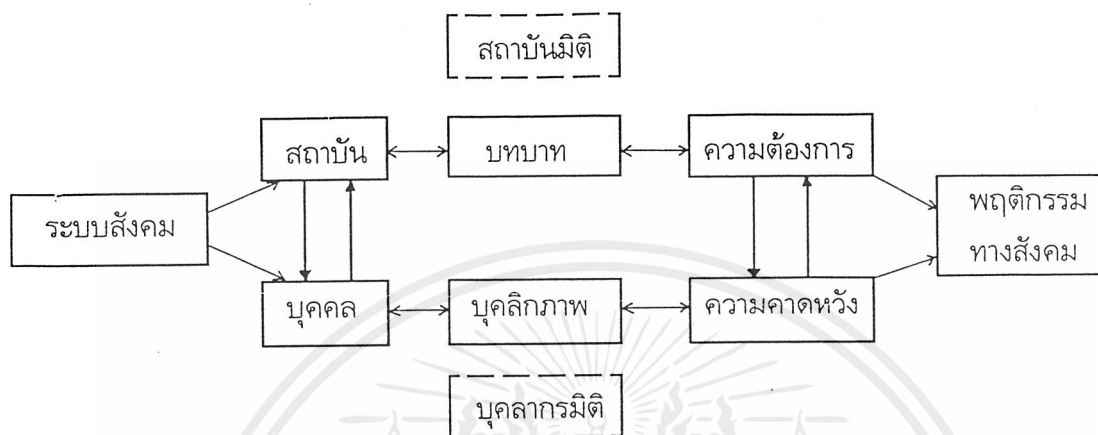 สถาบันมิติ
สถาบัน บทบาท ความต้องการ
ระบบสังคม
พฤติกรรม
ทางสังคม
บุคคล บุคลิกภาพ ความคาดหวัง
บุคลากรมิติ